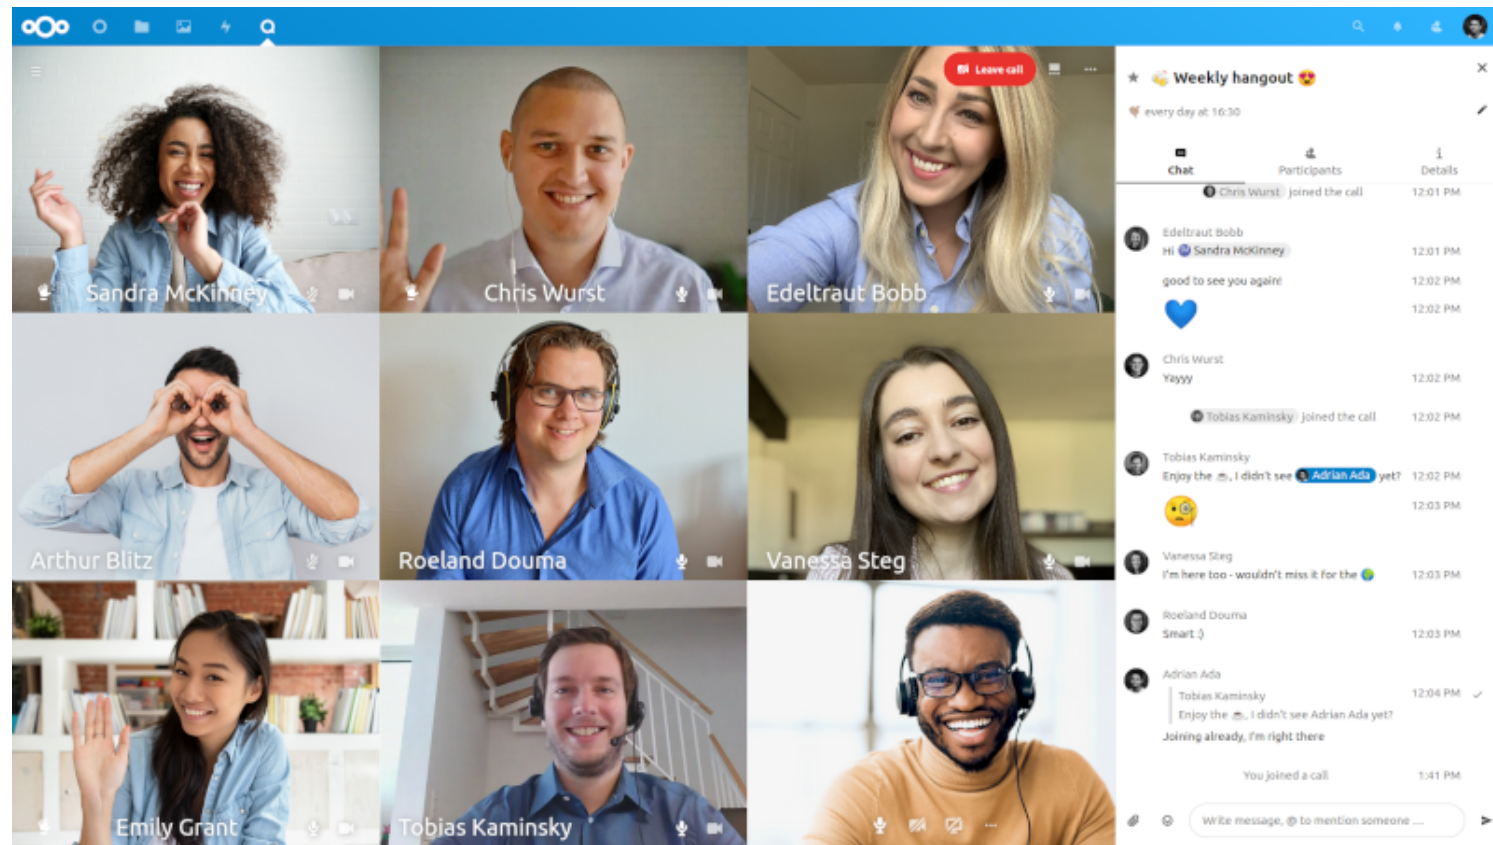 Leave call
Sandra McKinney
Chris Wurst
Edeltraut Bobb
Arthur Blitz
Roeland Douma
Vanessa Steg
Emily Grant
Tobias Kaminsky
Weekly hangout
every day at 16:30
Chat
Participants
Details
Chris Wurst joined the call 12:01 PM
Edeltraut Bobb
Hi Sandra McKinney 12:01 PM
good to see you again! 12:02 PM
12:02 PM
Chris Wurst
Yayyy 12:02 PM
Tobias Kaminsky joined the call 12:02 PM
Tobias Kaminsky
Enjoy the ☕, I didn't see Adrian Ada yet? 12:02 PM
12:03 PM
Vanessa Steg
I'm here too - wouldn't miss it for the 🌍 12:03 PM
Roeland Douma
Smart :) 12:03 PM
Adrian Ada
Tobias Kaminsky 12:04 PM
Enjoy the ☕, I didn't see Adrian Ada yet?
Joining already, I'm right there
You joined a call 1:41 PM
Write message, @ to mention someone ...